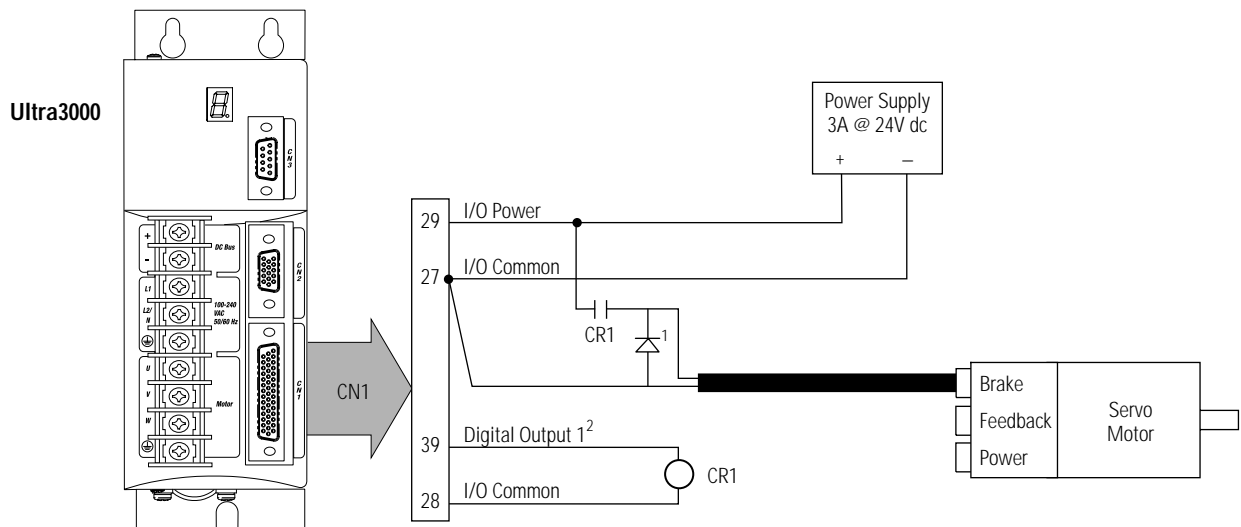 Ultra3000
8.
CN3
+
-
DC Bus
CN2
L1
L2/
N
100-240
VAC
50/60 Hz
U
V
W
Motor
CN1
CN1
Power Supply
3A @ 24V dc
+ –
29 I/O Power
27 I/O Common
CR1
1
39 Digital Output 1²
CR1
28 I/O Common
Brake
Feedback
Power
Servo
Motor